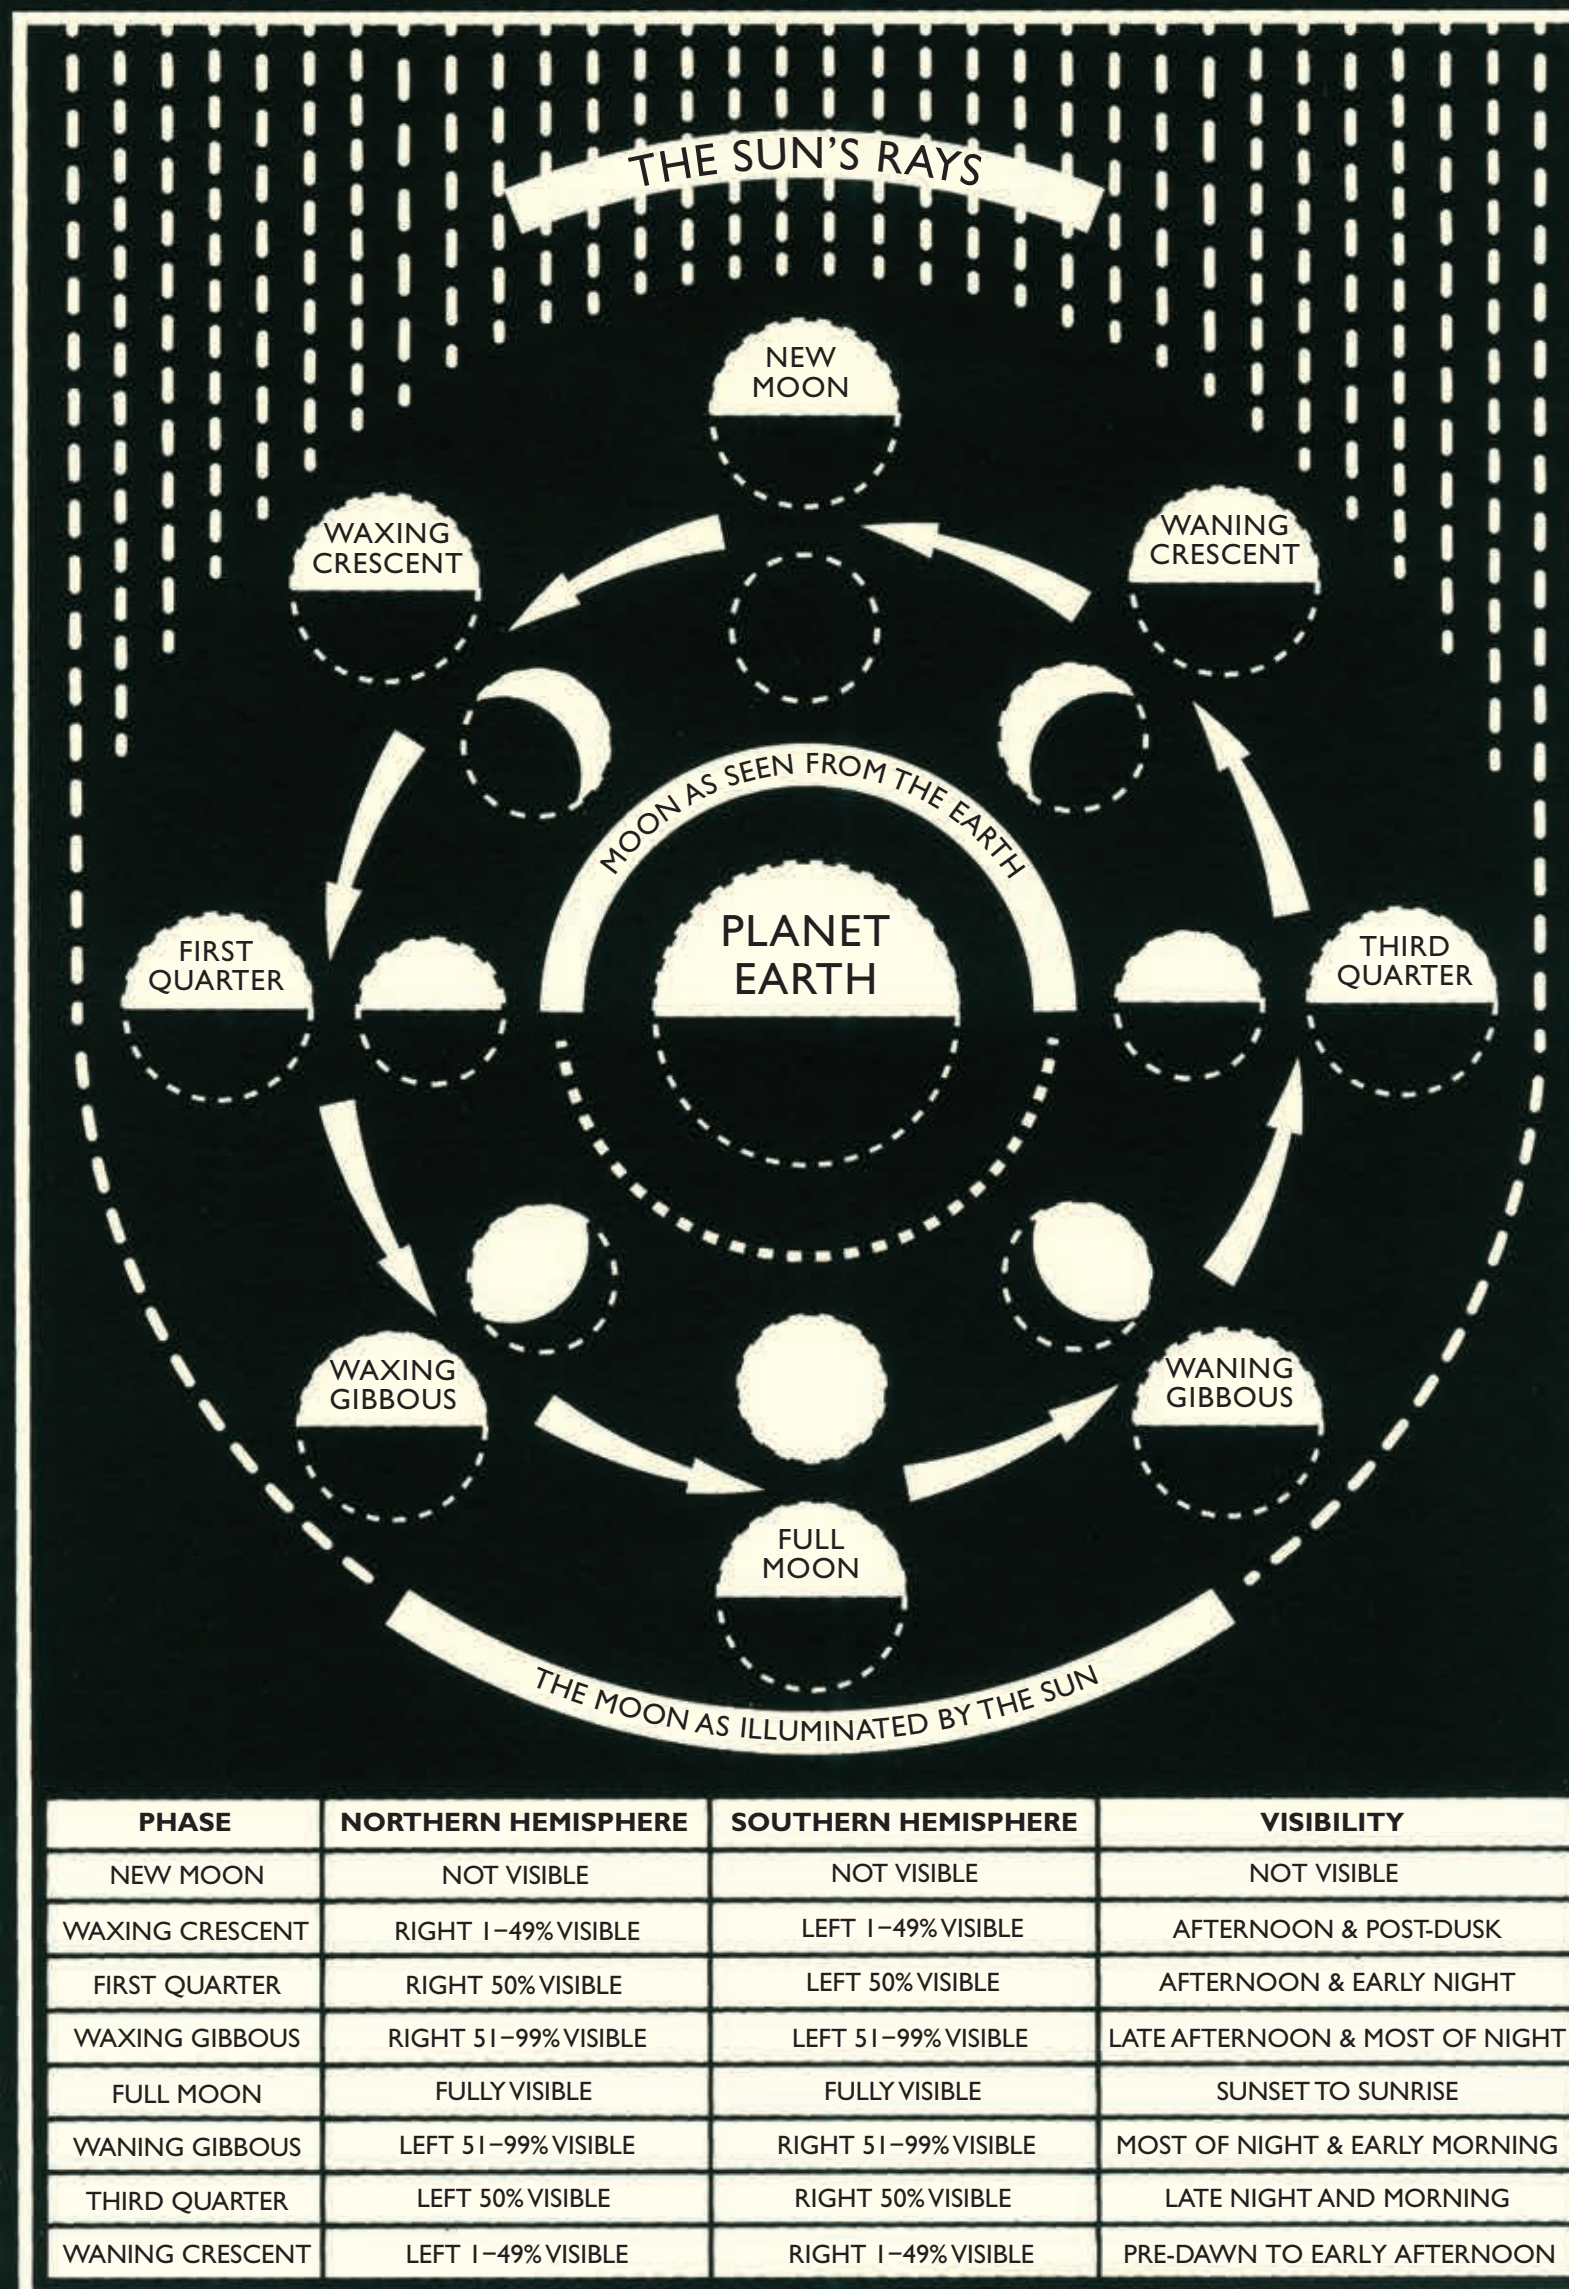 THE SUN'S RAYS
NEW
MOON
WAXING
CRESCENT
WANING
CRESCENT
MOON AS SEEN FROM THE EARTH
PLANET
EARTH
FIRST
QUARTER
THIRD
QUARTER
WAXING
GIBBOUS
WANING
GIBBOUS
FULL
MOON
THE MOON AS ILLUMINATED BY THE SUN
PHASE NORTHERN HEMISPHERE SOUTHERN HEMISPHERE VISIBILITY
NEW MOON NOT VISIBLE NOT VISIBLE NOT VISIBLE
WAXING CRESCENT RIGHT 1–49% VISIBLE LEFT 1–49% VISIBLE AFTERNOON & POST-DUSK
FIRST QUARTER RIGHT 50% VISIBLE LEFT 50% VISIBLE AFTERNOON & EARLY NIGHT
WAXING GIBBOUS RIGHT 51–99% VISIBLE LEFT 51–99% VISIBLE LATE AFTERNOON & MOST OF NIGHT
FULL MOON FULLY VISIBLE FULLY VISIBLE SUNSET TO SUNRISE
WANING GIBBOUS LEFT 51–99% VISIBLE RIGHT 51–99% VISIBLE MOST OF NIGHT & EARLY MORNING
THIRD QUARTER LEFT 50% VISIBLE RIGHT 50% VISIBLE LATE NIGHT AND MORNING
WANING CRESCENT LEFT 1–49% VISIBLE RIGHT 1–49% VISIBLE PRE-DAWN TO EARLY AFTERNOON